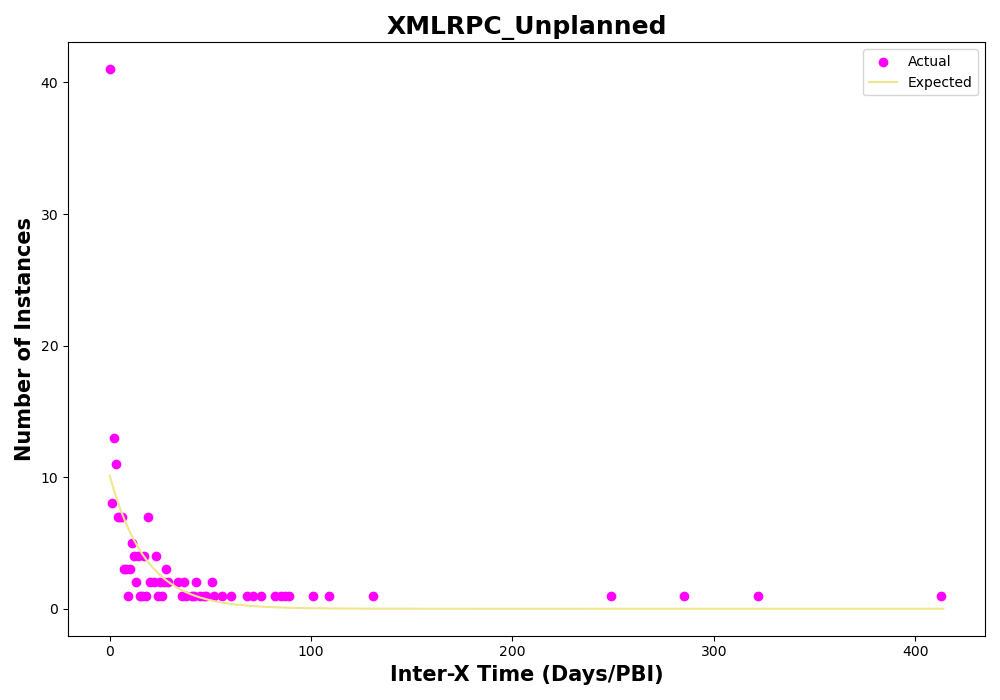 XMLRPC_Unplanned
Actual
Expected
Number of Instances
40
30
20
10
0
0
100
200
300
400
Inter-X Time (Days/PBI)